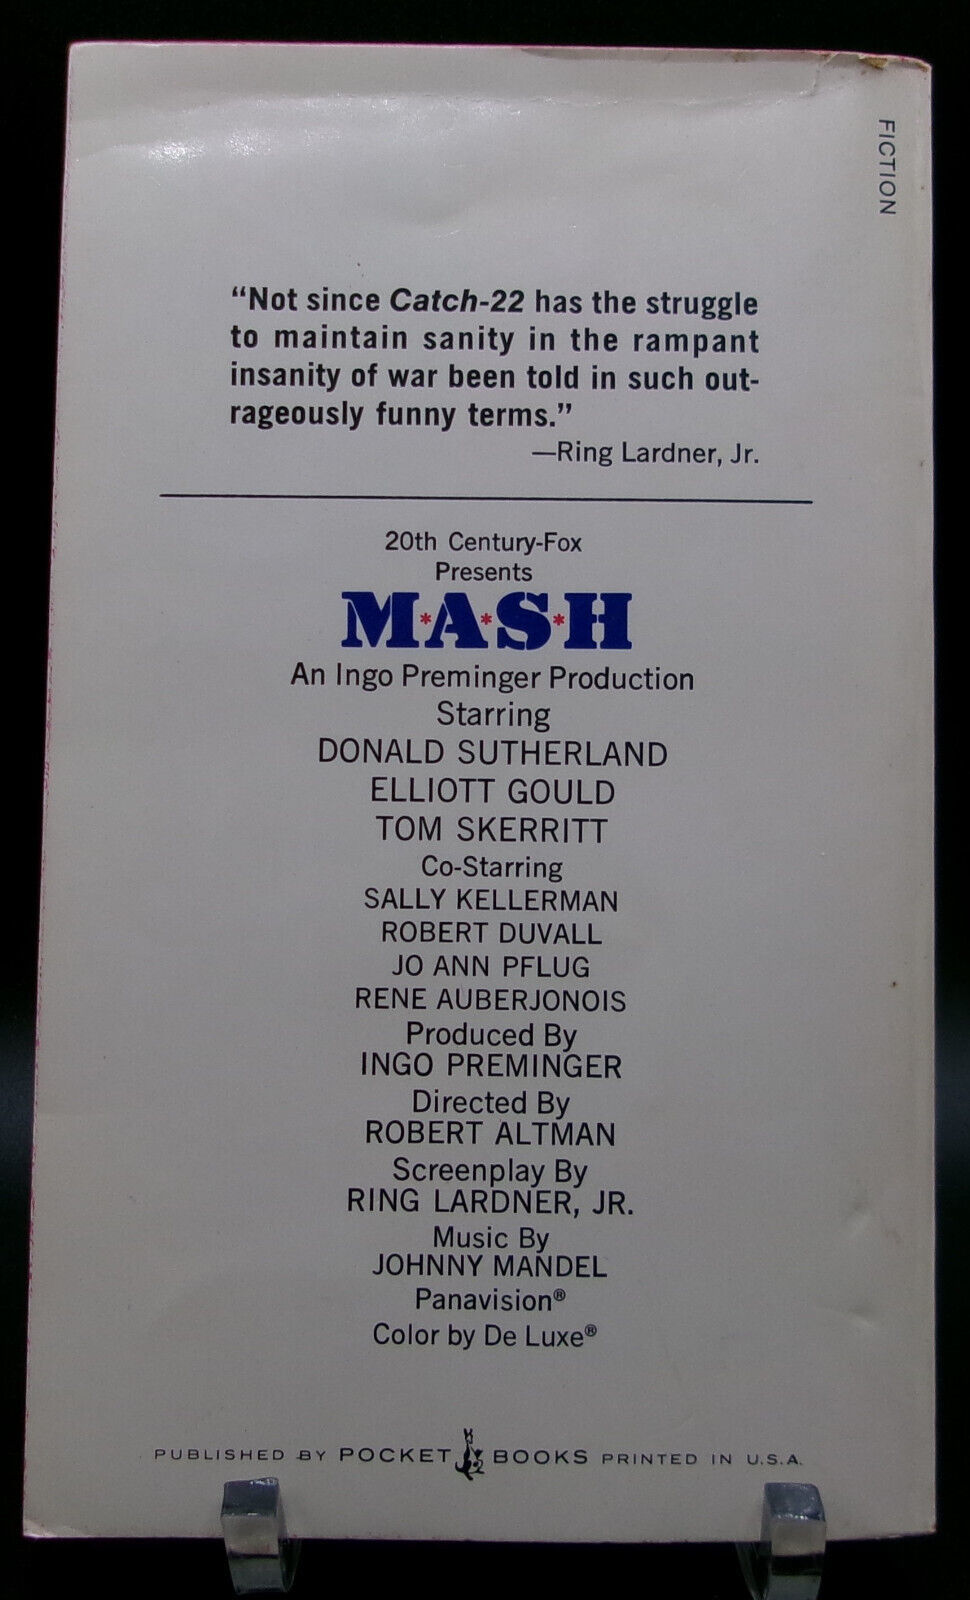 FICTION
“Not since Catch-22 has the struggle
to maintain sanity in the rampant
insanity of war been told in such out-
rageously funny terms.”
—Ring Lardner, Jr.
20th Century-Fox
Presents
M*A*S*H
An Ingo Preminger Production
Starring
DONALD SUTHERLAND
ELLIOTT GOULD
TOM SKERRITT
Co-Starring
SALLY KELLERMAN
ROBERT DUVALL
JO ANN PFLUG
RENE AUBERJONOIS
Produced By
INGO PREMINGER
Directed By
ROBERT ALTMAN
Screenplay By
RING LARDNER, JR.
Music By
JOHNNY MANDEL
Panavision®
Color by De Luxe®
PUBLISHED BY POCKET BOOKS PRINTED IN U.S.A.